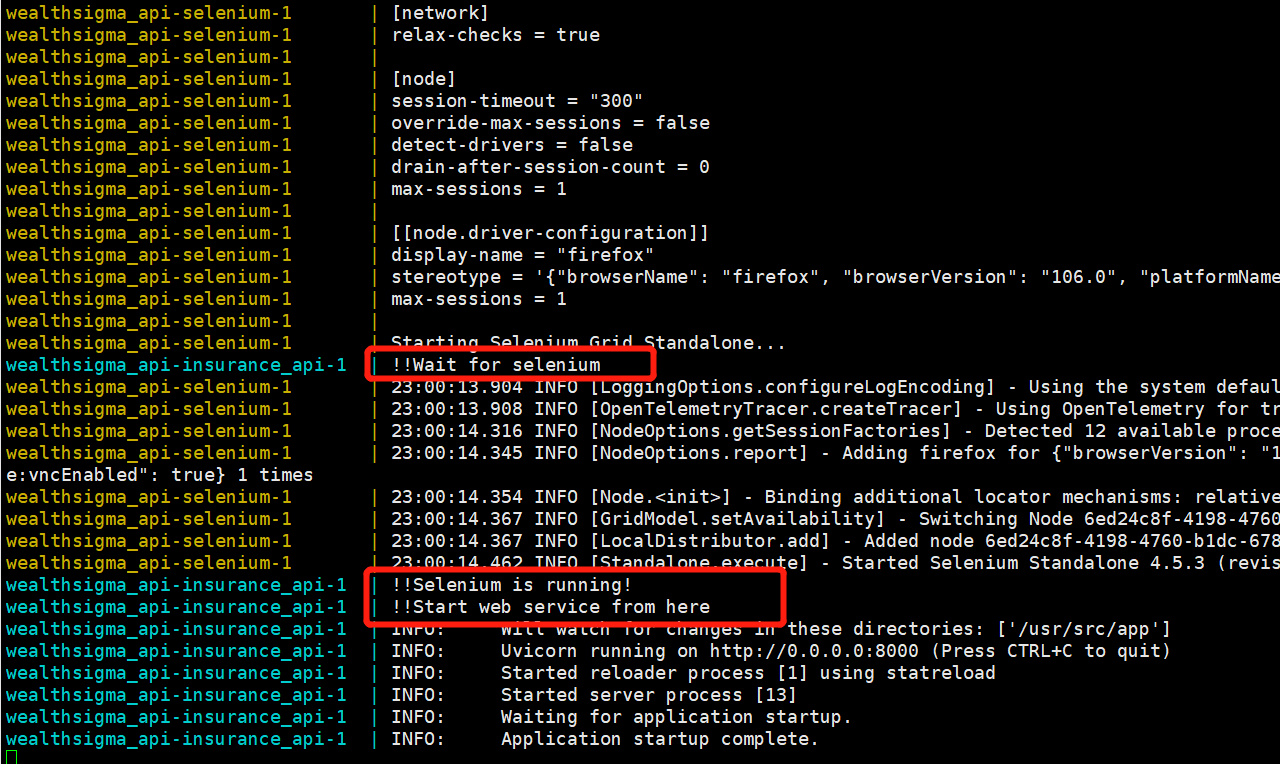 wealthsigma_api-selenium-1 | [network]
wealthsigma_api-selenium-1 | relax-checks = true
wealthsigma_api-selenium-1 |
wealthsigma_api-selenium-1 | [node]
wealthsigma_api-selenium-1 | session-timeout = "300"
wealthsigma_api-selenium-1 | override-max-sessions = false
wealthsigma_api-selenium-1 | detect-drivers = false
wealthsigma_api-selenium-1 | drain-after-session-count = 0
wealthsigma_api-selenium-1 | max-sessions = 1
wealthsigma_api-selenium-1 |
wealthsigma_api-selenium-1 | [[node.driver-configuration]]
wealthsigma_api-selenium-1 | display-name = "firefox"
wealthsigma_api-selenium-1 | stereotype = '{"browserName": "firefox", "browserVersion": "106.0", "platformName
wealthsigma_api-selenium-1 | max-sessions = 1
wealthsigma_api-selenium-1 |
wealthsigma_api-selenium-1 | Starting Selenium Grid Standalone...
wealthsigma_api-insurance_api-1 | !!Wait for selenium
wealthsigma_api-selenium-1 | 23:00:13.904 INFO [LoggingOptions.configureLogEncoding] - Using the system defaul
wealthsigma_api-selenium-1 | 23:00:13.908 INFO [OpenTelemetryTracer.createTracer] - Using OpenTelemetry for tr
wealthsigma_api-selenium-1 | 23:00:14.316 INFO [NodeOptions.getSessionFactories] - Detected 12 available proce
wealthsigma_api-selenium-1 | 23:00:14.345 INFO [NodeOptions.report] - Adding firefox for {"browserVersion": "1
e:vncEnabled": true} 1 times
wealthsigma_api-selenium-1 | 23:00:14.354 INFO [Node.<init>] - Binding additional locator mechanisms: relative
wealthsigma_api-selenium-1 | 23:00:14.367 INFO [GridModel.setAvailability] - Switching Node 6ed24c8f-4198-4760
wealthsigma_api-selenium-1 | 23:00:14.367 INFO [LocalDistributor.add] - Added node 6ed24c8f-4198-4760-b1dc-678
wealthsigma_api-selenium-1 | 23:00:14.462 INFO [Standalone.execute] - Started Selenium Standalone 4.5.3 (revis
wealthsigma_api-insurance_api-1 | !!Selenium is running!
wealthsigma_api-insurance_api-1 | !!Start web service from here
wealthsigma_api-insurance_api-1 | INFO: Will watch for changes in these directories: ['/usr/src/app']
wealthsigma_api-insurance_api-1 | INFO: Uvicorn running on http://0.0.0.0:8000 (Press CTRL+C to quit)
wealthsigma_api-insurance_api-1 | INFO: Started reloader process [1] using statreload
wealthsigma_api-insurance_api-1 | INFO: Started server process [13]
wealthsigma_api-insurance_api-1 | INFO: Waiting for application startup.
wealthsigma_api-insurance_api-1 | INFO: Application startup complete.